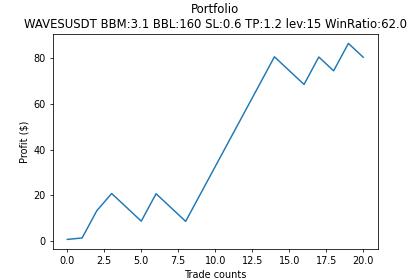 Portfolio
WAVESUSDT BBM:3.1 BBL:160 SL:0.6 TP:1.2 lev:15 WinRatio:62.0
Profit ($)
80
60
40
20
0
0.0 2.5 5.0 7.5 10.0 12.5 15.0 17.5 20.0
Trade counts